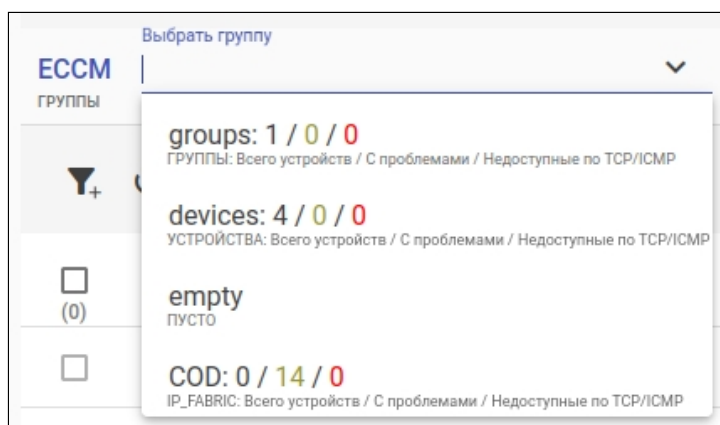 Выбрать группу
ECCM
ГРУППЫ
groups: 1 / 0 / 0
ГРУППЫ: Всего устройств / С проблемами / Недоступные по TCP/ICMP
devices: 4 / 0 / 0
УСТРОЙСТВА: Всего устройств / С проблемами / Недоступные по TCP/ICMP
empty
ПУСТО
(0)
COD: 0 / 14 / 0
IP_FABRIC: Всего устройств / С проблемами / Недоступные по TCP/ICMP